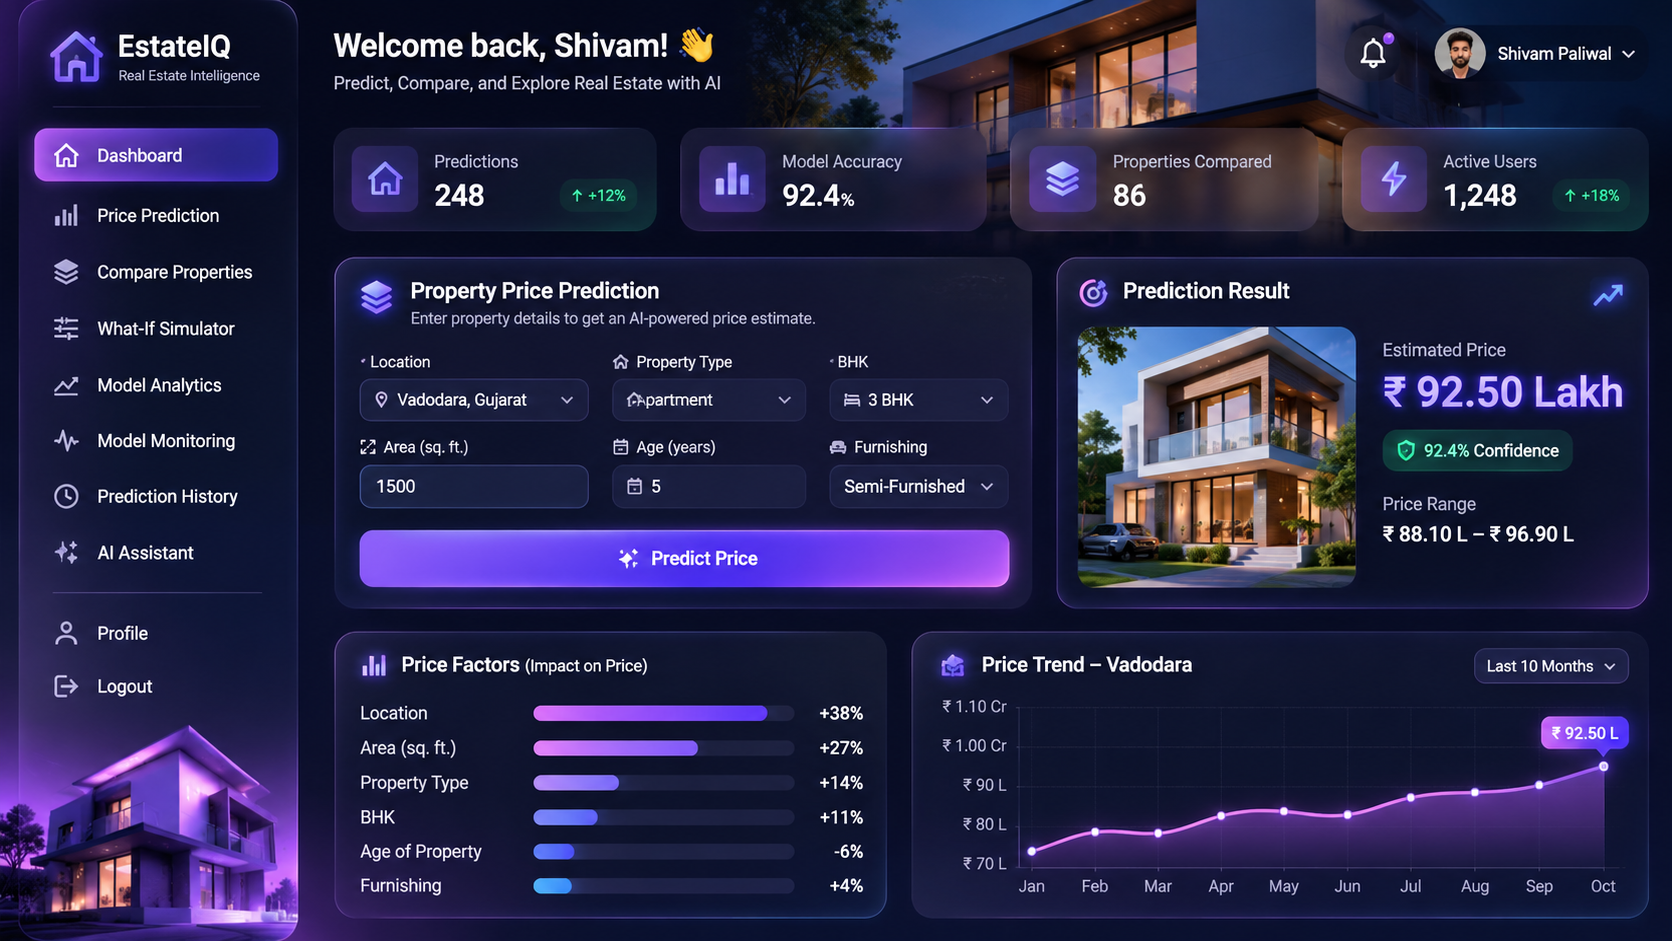 EstateIQ
Real Estate Intelligence
Dashboard
Price Prediction
Compare Properties
What-If Simulator
Model Analytics
Model Monitoring
Prediction History
AI Assistant
Profile
Logout
Welcome back, Shivam! 👋
Predict, Compare, and Explore Real Estate with AI
Shivam Paliwal
Predictions
248
↑ +12%
Model Accuracy
92.4%
Properties Compared
86
Active Users
1,248
↑ +18%
Property Price Prediction
Enter property details to get an AI-powered price estimate.
Location
Property Type
BHK
Vadodara, Gujarat
Apartment
3 BHK
Area (sq. ft.)
Age (years)
Furnishing
1500
5
Semi-Furnished
Predict Price
Prediction Result
Estimated Price
₹ 92.50 Lakh
92.4% Confidence
Price Range
₹ 88.10 L – ₹ 96.90 L
Price Factors (Impact on Price)
Location +38%
Area (sq. ft.) +27%
Property Type +14%
BHK +11%
Age of Property -6%
Furnishing +4%
Price Trend – Vadodara
Last 10 Months
₹ 1.10 Cr
₹ 1.00 Cr
₹ 90 L
₹ 80 L
₹ 70 L
₹ 92.50 L
Jan Feb Mar Apr May Jun Jul Aug Sep Oct